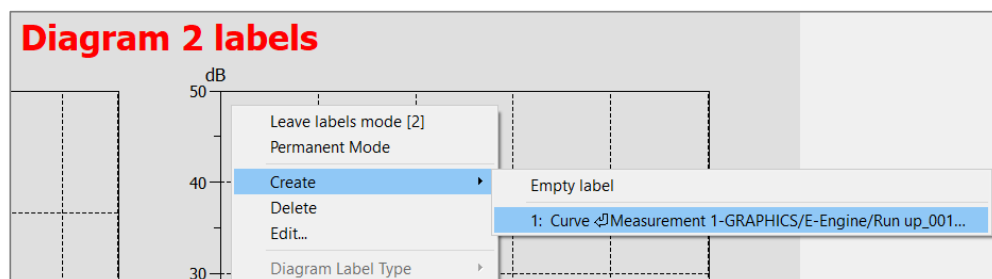 Diagram 2 labels
dB
50
Leave labels mode [2]
Permanent Mode
40
Create
Empty label
Delete
1: Curve ⏎Measurement 1-GRAPHICS/E-Engine/Run up_001...
Edit...
30
Diagram Label Type